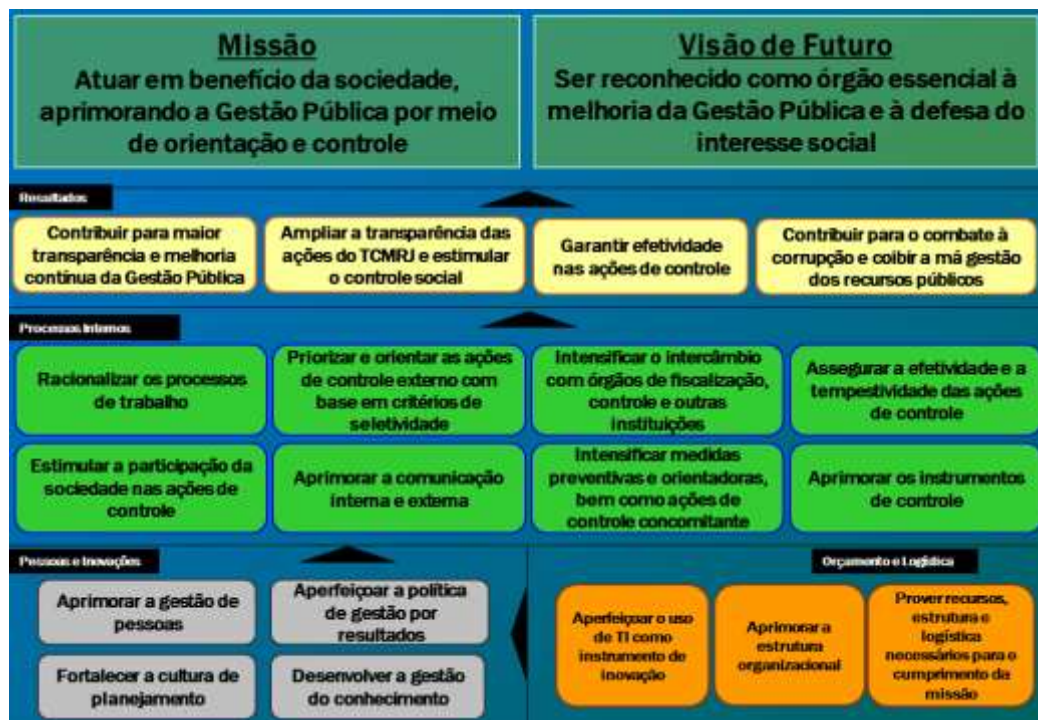 Missão
Atuar em benefício da sociedade,
aprimorando a Gestão Pública por meio
de orientação e controle
Visão de Futuro
Ser reconhecido como órgão essencial à
melhoria da Gestão Pública e à defesa do
interesse social
Resultados
Contribuir para maior
transparência e melhoria
contínua da Gestão Pública
Ampliar a transparência das
ações do TCMRJ e estimular
o controle social
Garantir efetividade
nas ações de controle
Contribuir para o combate à
corrupção e coibir a má gestão
dos recursos públicos
Processos Internos
Racionalizar os processos
de trabalho
Priorizar e orientar as ações
de controle externo com
base em critérios de
seletividade
Intensificar o intercâmbio
com órgãos de fiscalização,
controle e outras
instituições
Assegurar a efetividade e a
tempestividade das ações
de controle
Estimular a participação da
sociedade nas ações de
controle
Aprimorar a comunicação
interna e externa
Intensificar medidas
preventivas e orientadoras,
bem como ações de
controle concomitante
Aprimorar os instrumentos
de controle
Pessoas e Inovações
Aprimorar a gestão de
pessoas
Aperfeiçoar a política
de gestão por
resultados
Fortalecer a cultura de
planejamento
Desenvolver a gestão
do conhecimento
Orçamento e Logística
Aperfeiçoar o uso
de TI como
instrumento de
inovação
Aprimorar a
estrutura
organizacional
Prover recursos,
estrutura e
logística
necessários para o
cumprimento da
missão